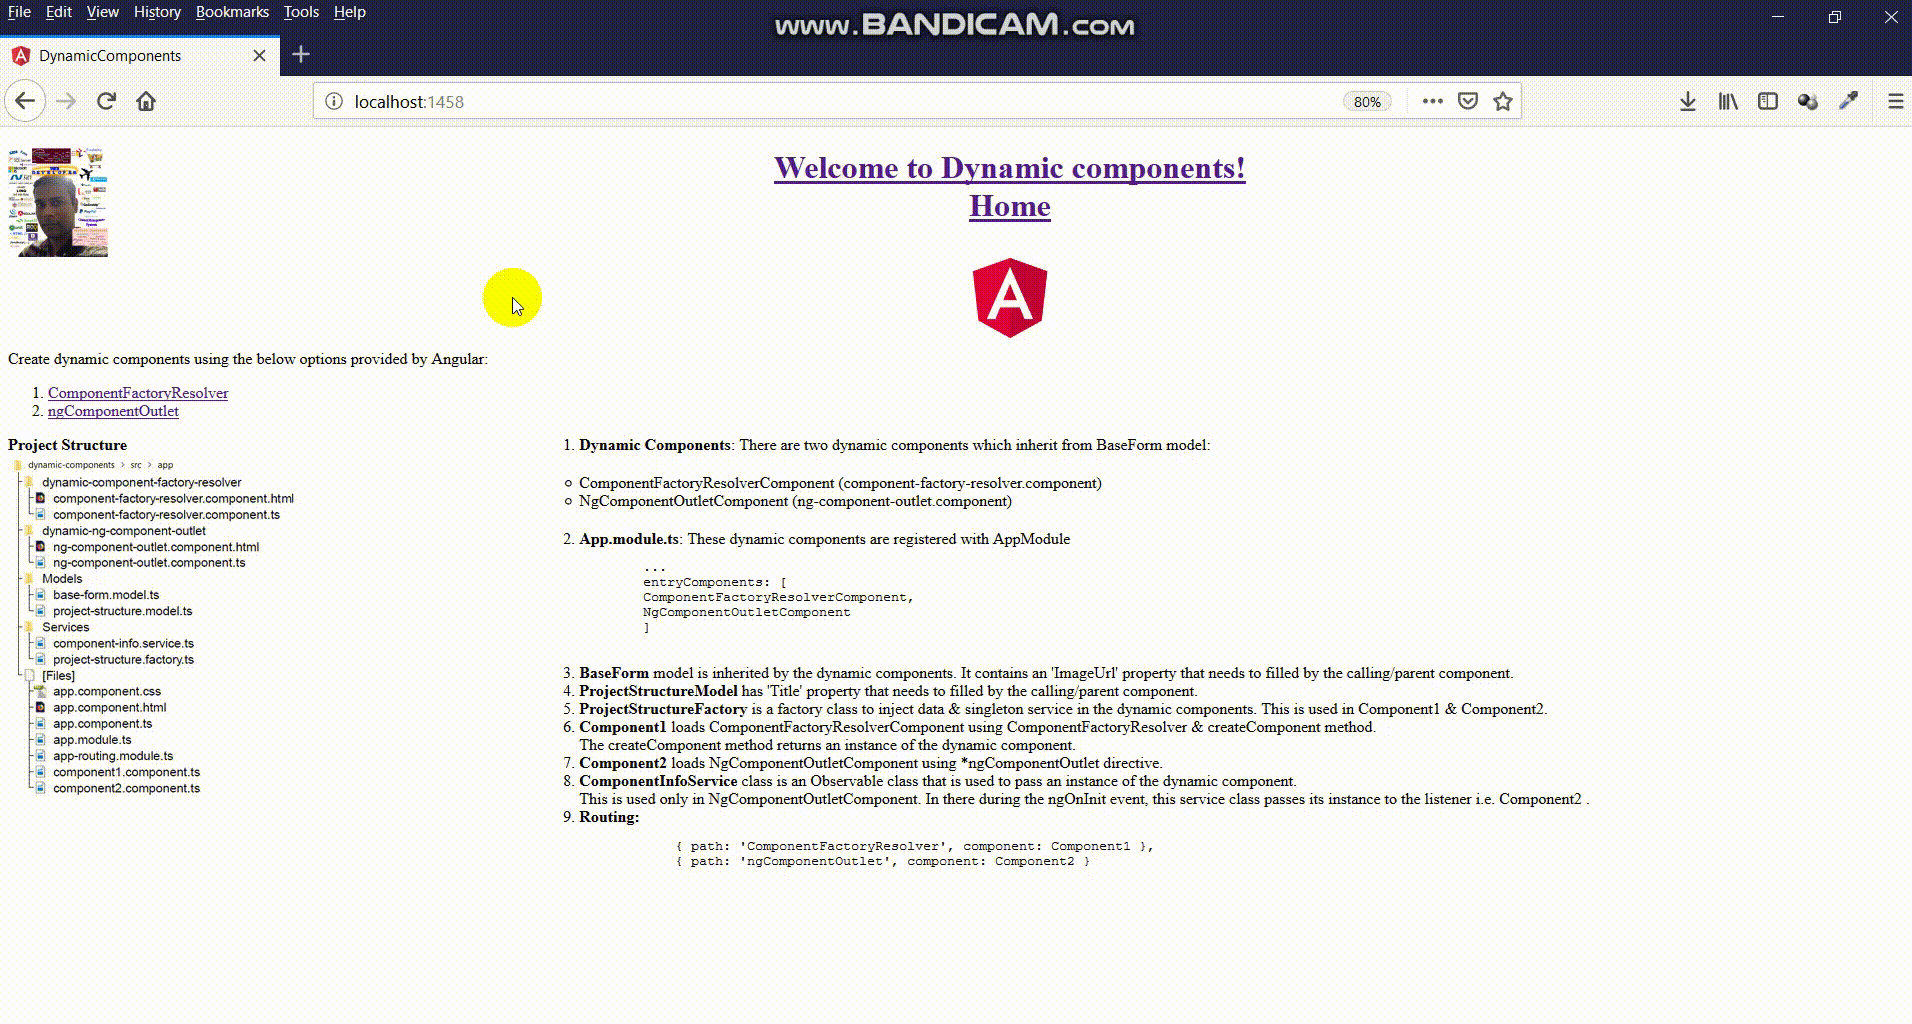 File Edit View History Bookmarks Tools Help
www.BANDICAM.com
DynamicComponents
localhost:1458
80%
Welcome to Dynamic components!
Home
Create dynamic components using the below options provided by Angular:
1. ComponentFactoryResolver
2. ngComponentOutlet
Project Structure
dynamic-components > src > app
dynamic-component-factory-resolver
component-factory-resolver.component.html
component-factory-resolver.component.ts
dynamic-ng-component-outlet
ng-component-outlet.component.html
ng-component-outlet.component.ts
Models
base-form.model.ts
project-structure.model.ts
Services
component-info.service.ts
project-structure.factory.ts
[Files]
app.component.css
app.component.html
app.component.ts
app.module.ts
app-routing.module.ts
component1.component.ts
component2.component.ts
1. Dynamic Components: There are two dynamic components which inherit from BaseForm model:
ComponentFactoryResolverComponent (component-factory-resolver.component)
NgComponentOutletComponent (ng-component-outlet.component)
2. App.module.ts: These dynamic components are registered with AppModule
...
entryComponents: [
ComponentFactoryResolverComponent,
NgComponentOutletComponent
]
3. BaseForm model is inherited by the dynamic components. It contains an 'ImageUrl' property that needs to filled by the calling/parent component.
4. ProjectStructureModel has 'Title' property that needs to filled by the calling/parent component.
5. ProjectStructureFactory is a factory class to inject data & singleton service in the dynamic components. This is used in Component1 & Component2.
6. Component1 loads ComponentFactoryResolverComponent using ComponentFactoryResolver & createComponent method.
The createComponent method returns an instance of the dynamic component.
7. Component2 loads NgComponentOutletComponent using *ngComponentOutlet directive.
8. ComponentInfoService class is an Observable class that is used to pass an instance of the dynamic component.
This is used only in NgComponentOutletComponent. In there during the ngOnInit event, this service class passes its instance to the listener i.e. Component2 .
9. Routing:
{ path: 'ComponentFactoryResolver', component: Component1 },
{ path: 'ngComponentOutlet', component: Component2 }